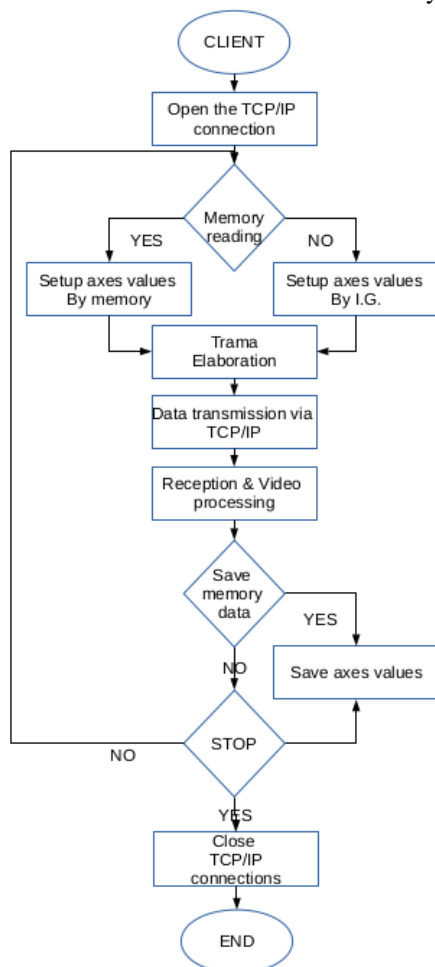 CLIENT
Open the TCP/IP
connection
Memory
reading
YES
NO
Setup axes values
By memory
Setup axes values
By I.G.
Trama
Elaboration
Data transmission via
TCP/IP
Reception & Video
processing
Save
memory
data
YES
NO
Save axes values
STOP
NO
YES
Close
TCP/IP
connections
END